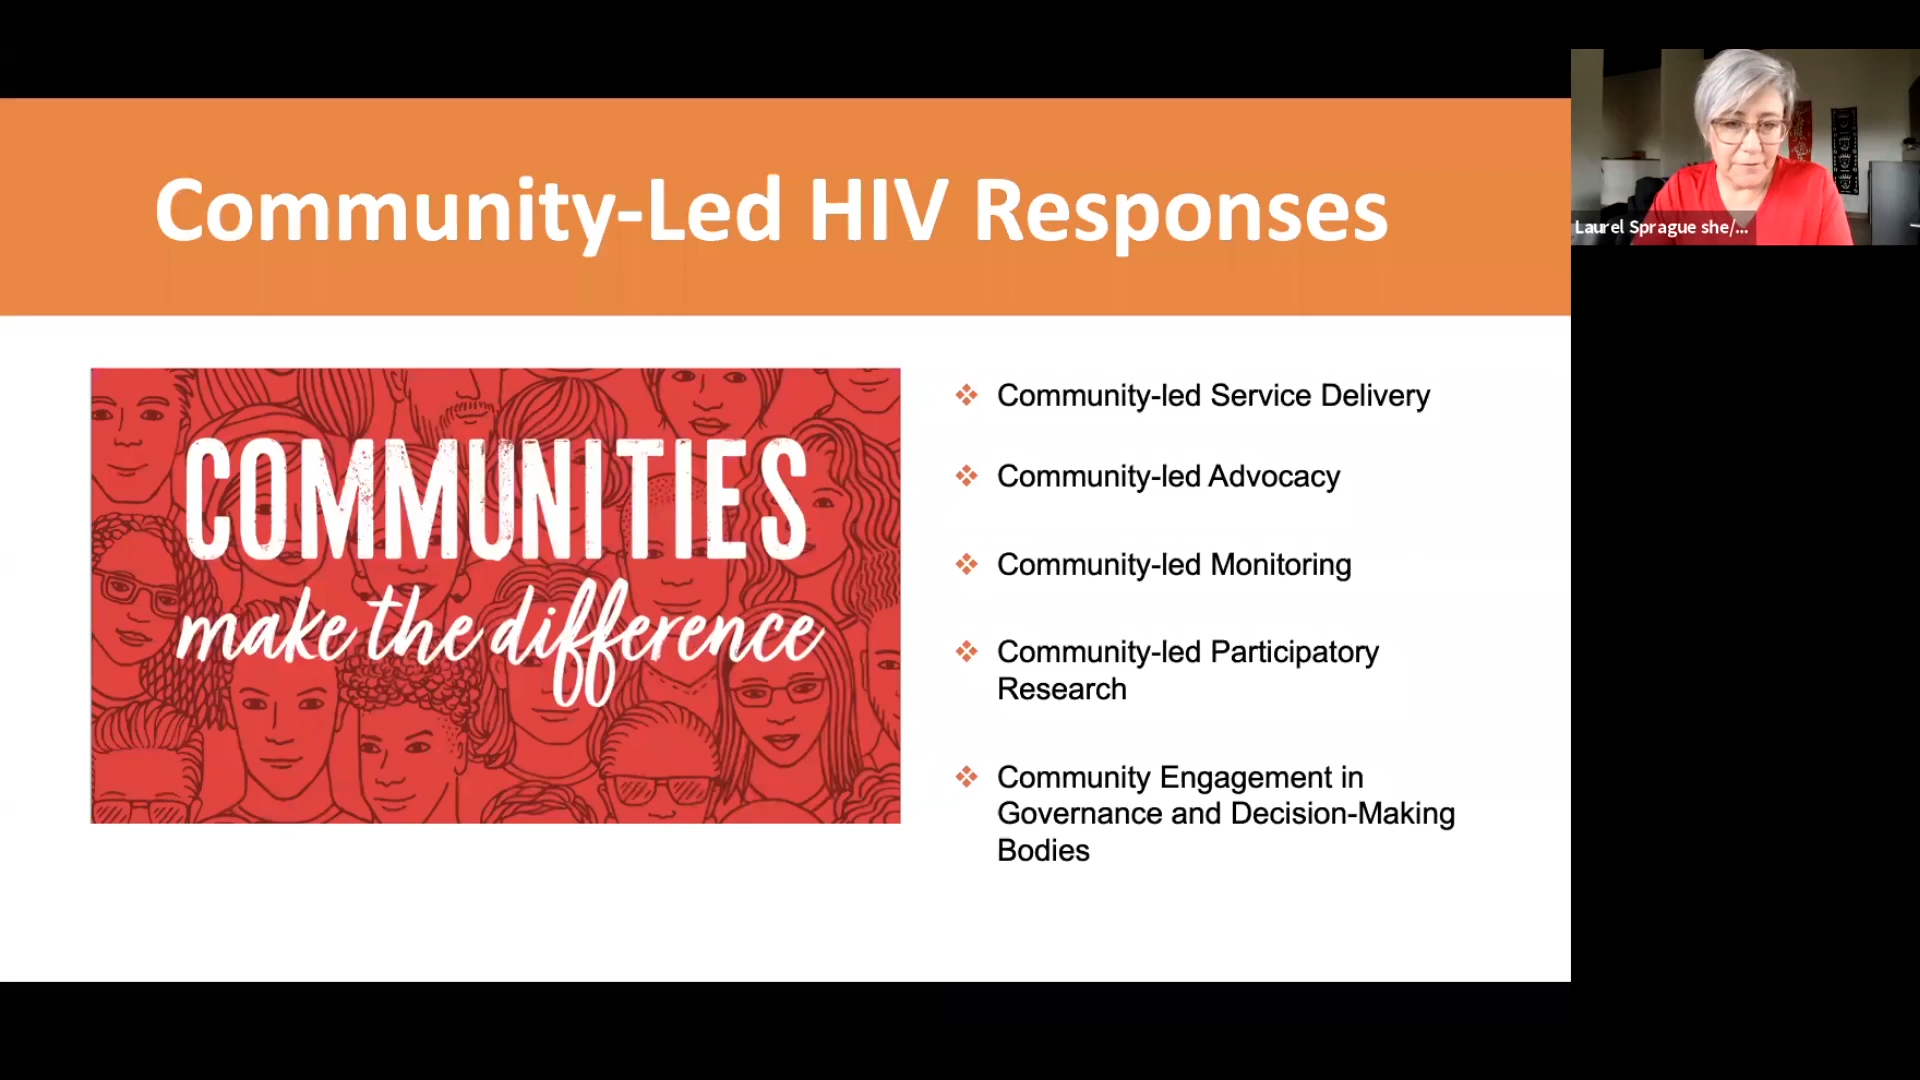 Community-Led HIV Responses
COMMUNITIES
make the difference
❖ Community-led Service Delivery
❖ Community-led Advocacy
❖ Community-led Monitoring
❖ Community-led Participatory
Research
❖ Community Engagement in
Governance and Decision-Making
Bodies
Laurel Sprague she/...